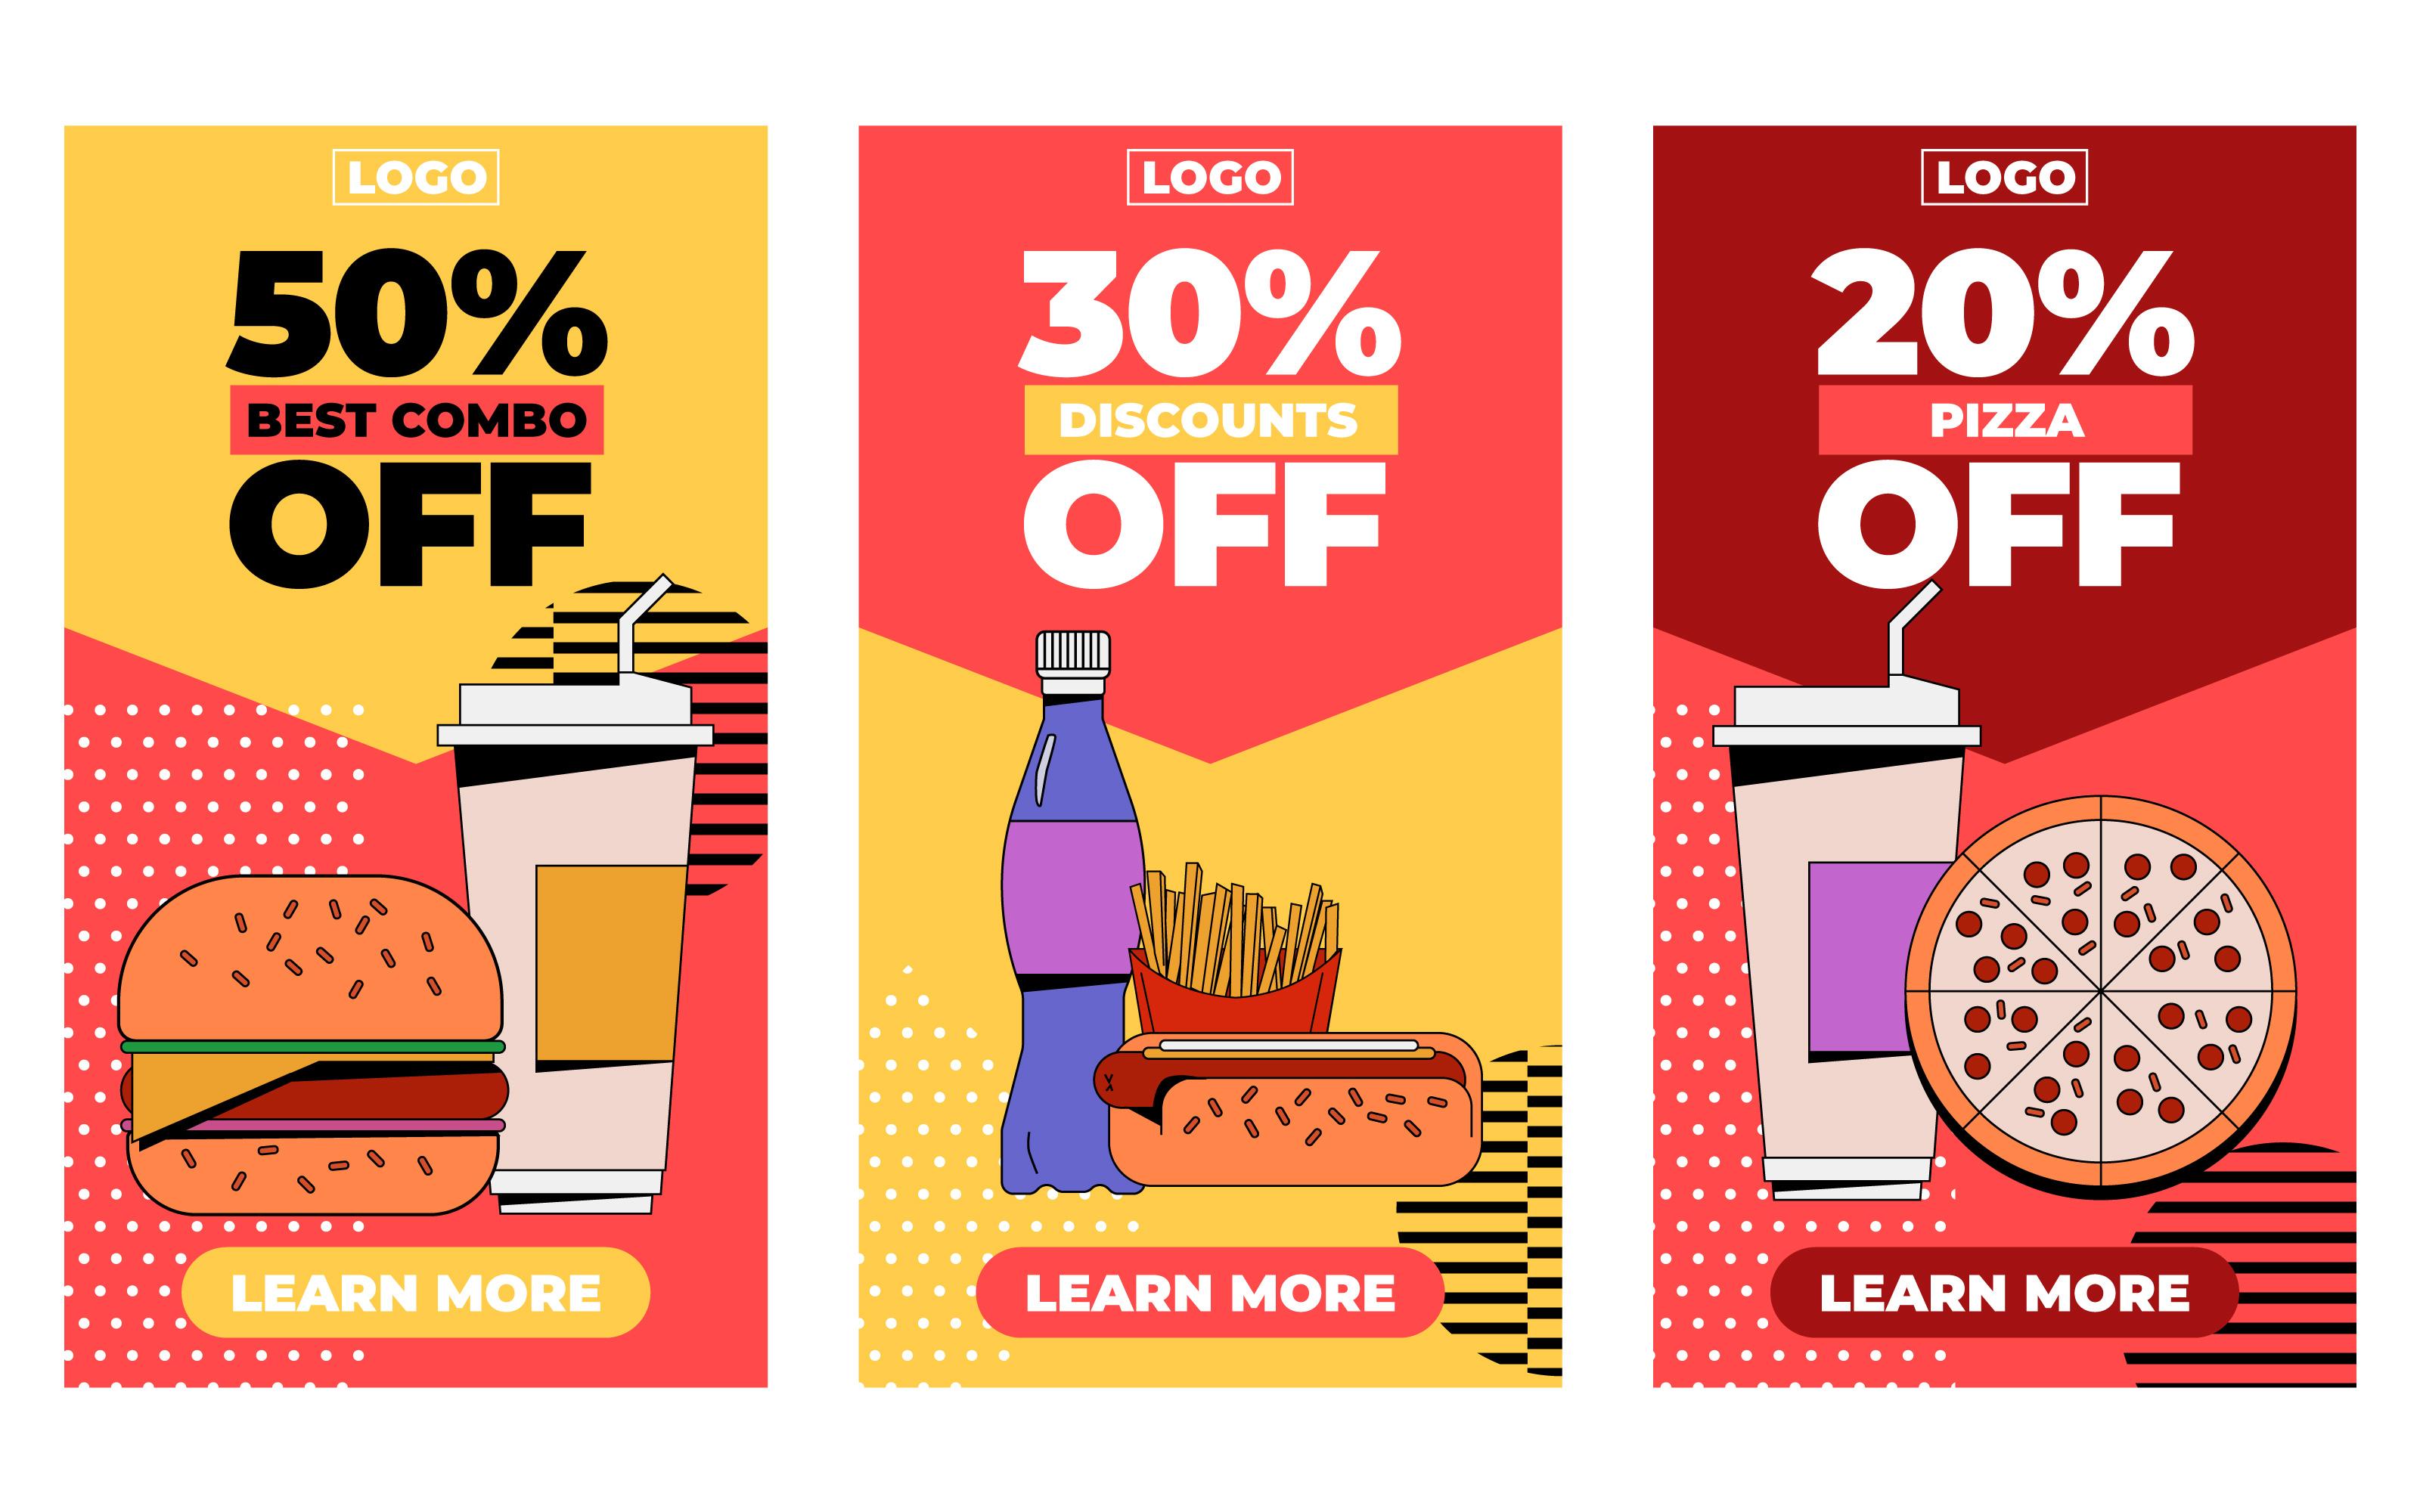 LOGO
50%
BEST COMBO
OFF
LEARN MORE
LOGO
30%
DISCOUNTS
OFF
LEARN MORE
LOGO
20%
PIZZA
OFF
LEARN MORE